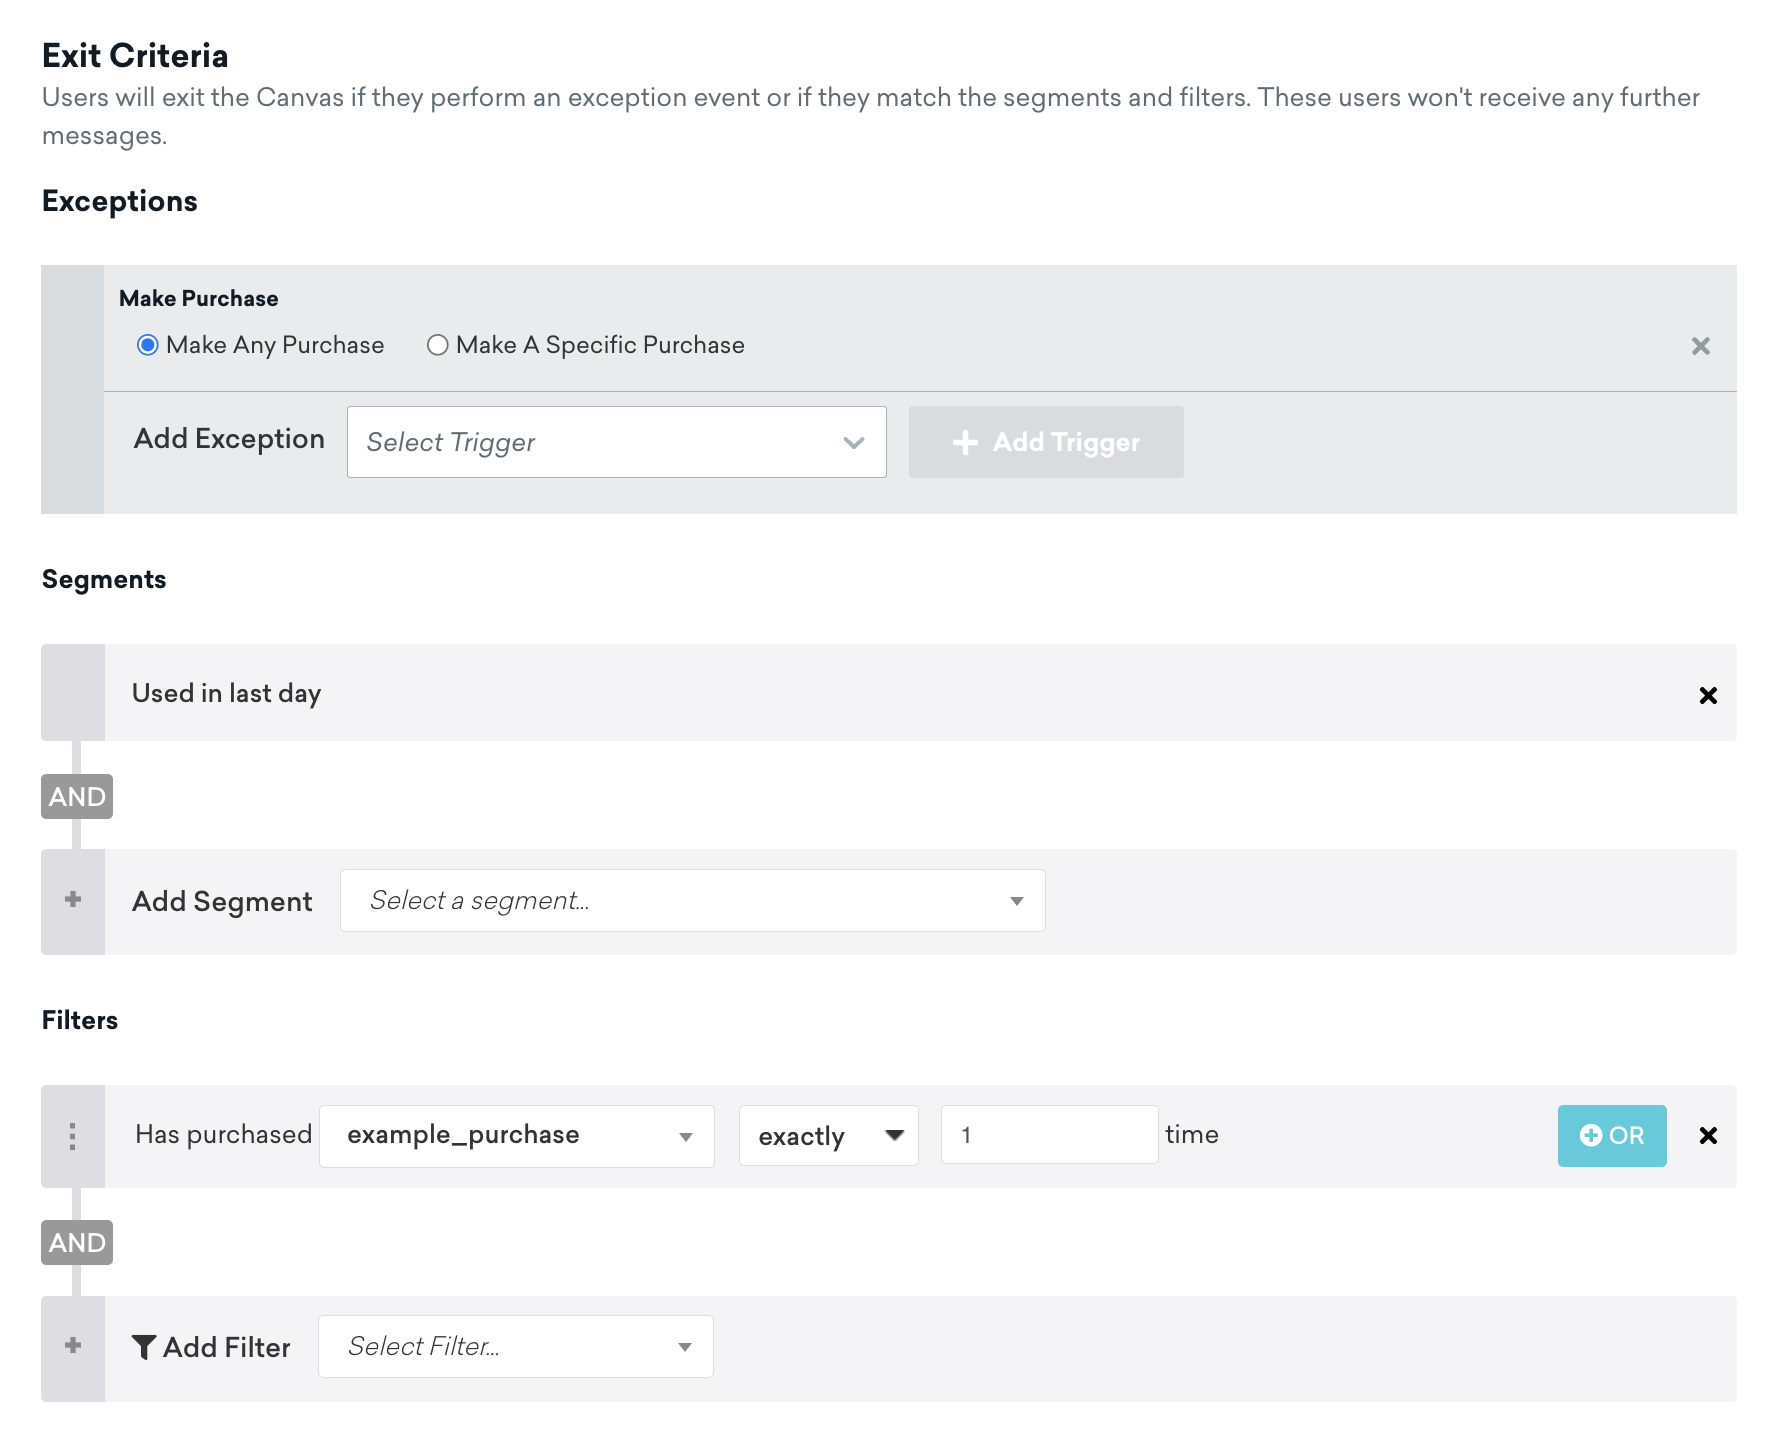 Exit Criteria
Users will exit the Canvas if they perform an exception event or if they match the segments and filters. These users won't receive any further
messages.
Exceptions
Make Purchase
Make Any Purchase Make A Specific Purchase
Add Exception Select Trigger Add Trigger
Segments
Used in last day
AND
Add Segment Select a segment...
Filters
Has purchased example_purchase exactly 1 time OR
AND
Add Filter Select Filter...